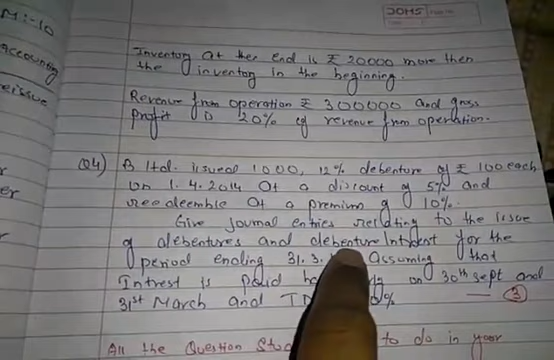 M:-10
Accounting
reissue
er
JOHS
Inventory at ther end is ₹ 20000 more then
the inventory in the beginning.
Revenue from operation ₹ 300000 and gross
profit is 20% of revenue from operation.
Q4) B ltd. issued 1000, 12% debenture of ₹ 100 each
on 1.4.2014 at a discount of 5% and
reedeemble at a premium of 10%.
Give Journal entries relating to the issue
of debentures and debenture Intrest for the
period ending 31.3. Assuming that
Intrest is paid on 30th sept and
31st March and 3
All the Question to do in your